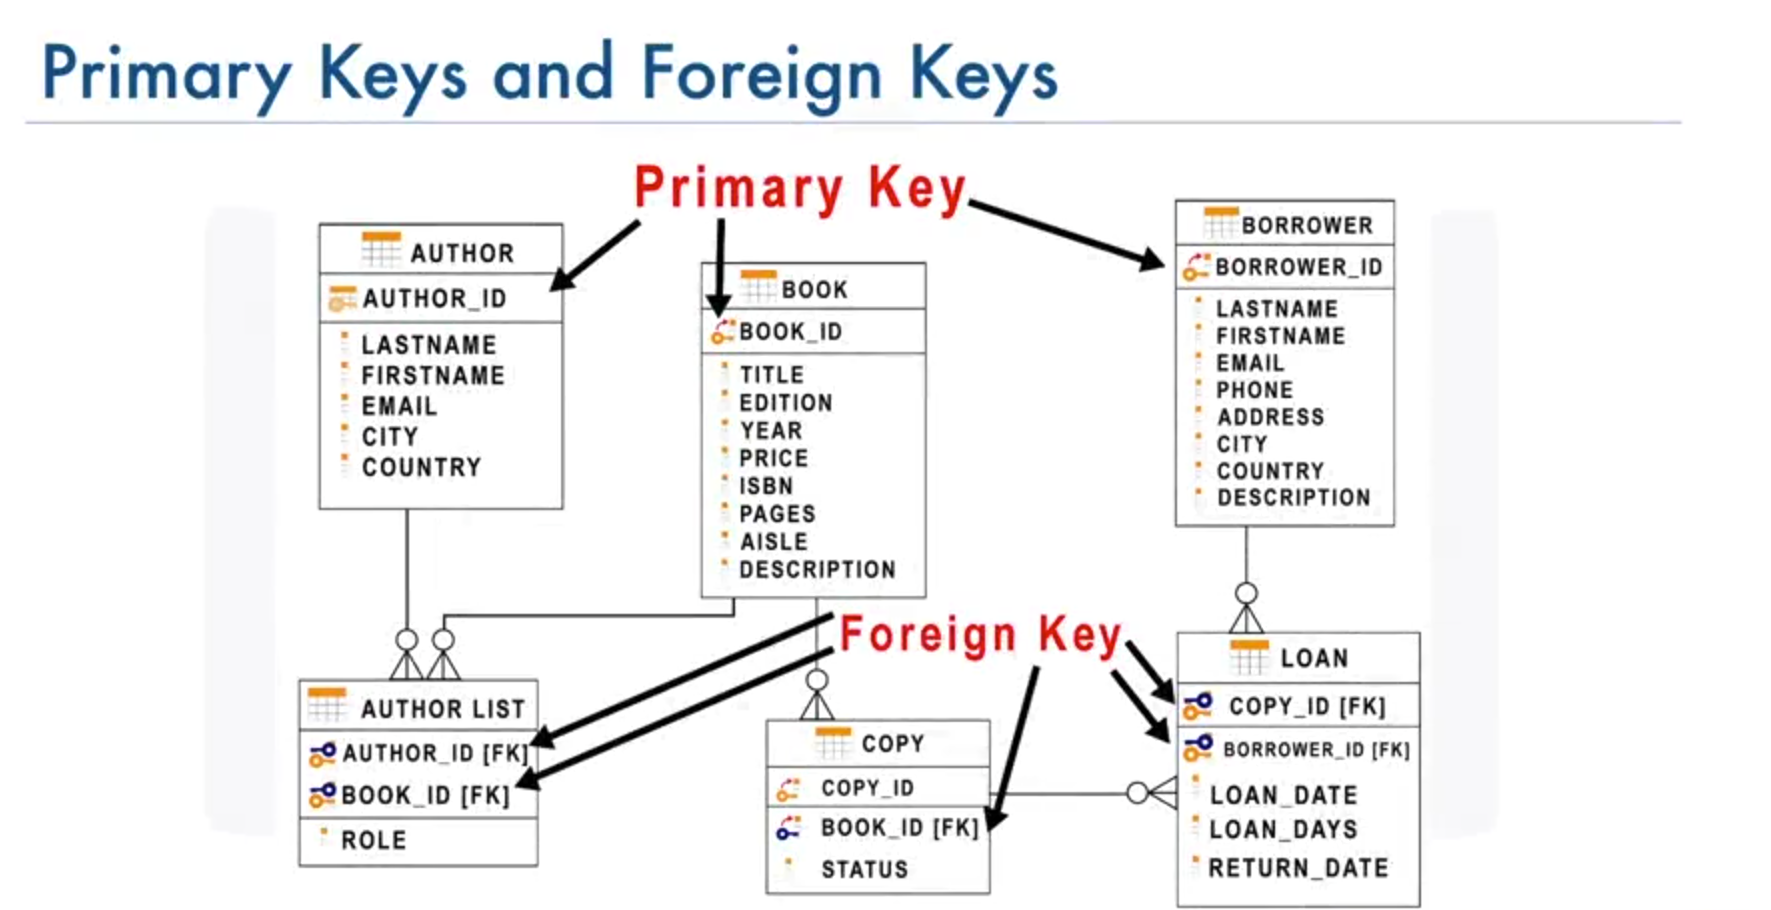 Primary Keys and Foreign Keys
Primary Key
AUTHOR
AUTHOR_ID
LASTNAME
FIRSTNAME
EMAIL
CITY
COUNTRY
BOOK
BOOK_ID
TITLE
EDITION
YEAR
PRICE
ISBN
PAGES
AISLE
DESCRIPTION
BORROWER
BORROWER_ID
LASTNAME
FIRSTNAME
EMAIL
PHONE
ADDRESS
CITY
COUNTRY
DESCRIPTION
Foreign Key
AUTHOR LIST
AUTHOR_ID [FK]
BOOK_ID [FK]
ROLE
COPY
COPY_ID
BOOK_ID [FK]
STATUS
LOAN
COPY_ID [FK]
BORROWER_ID [FK]
LOAN_DATE
LOAN_DAYS
RETURN_DATE